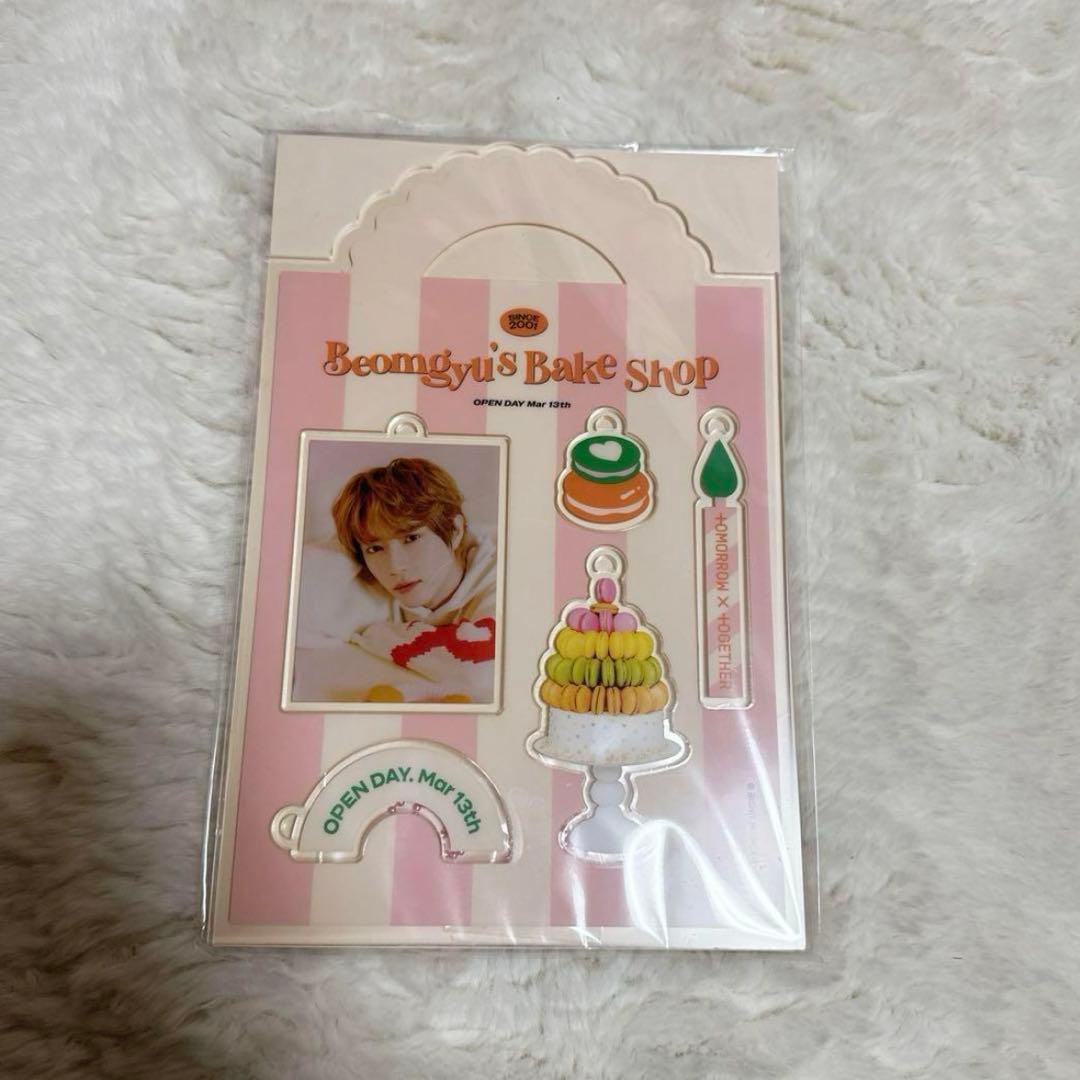 SINCE
2001
Beomgyu's Bake Shop
OPEN DAY Mar 13th
TOMORROW X TOGETHER
OPEN DAY. Mar 13th